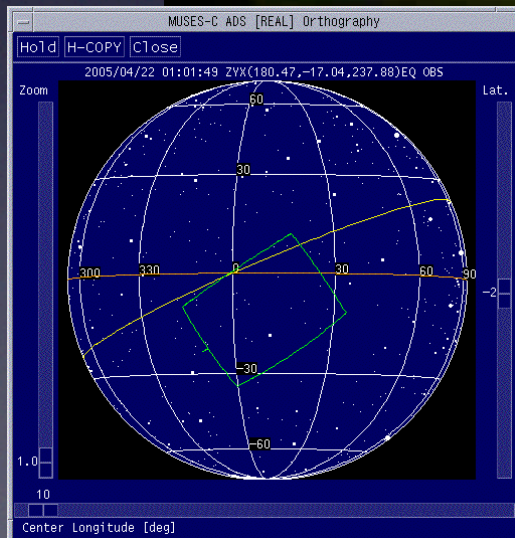 MUSES-C ADS [REAL] Orthography
Hold H-COPY Close
2005/04/22 01:01:49 ZYX(180.47,-17.04,237.88)EQ OBS
Zoom
Lat.
60
30
300 330 0 30 60 90
-2
-30
-60
1.0
10
Center Longitude [deg]